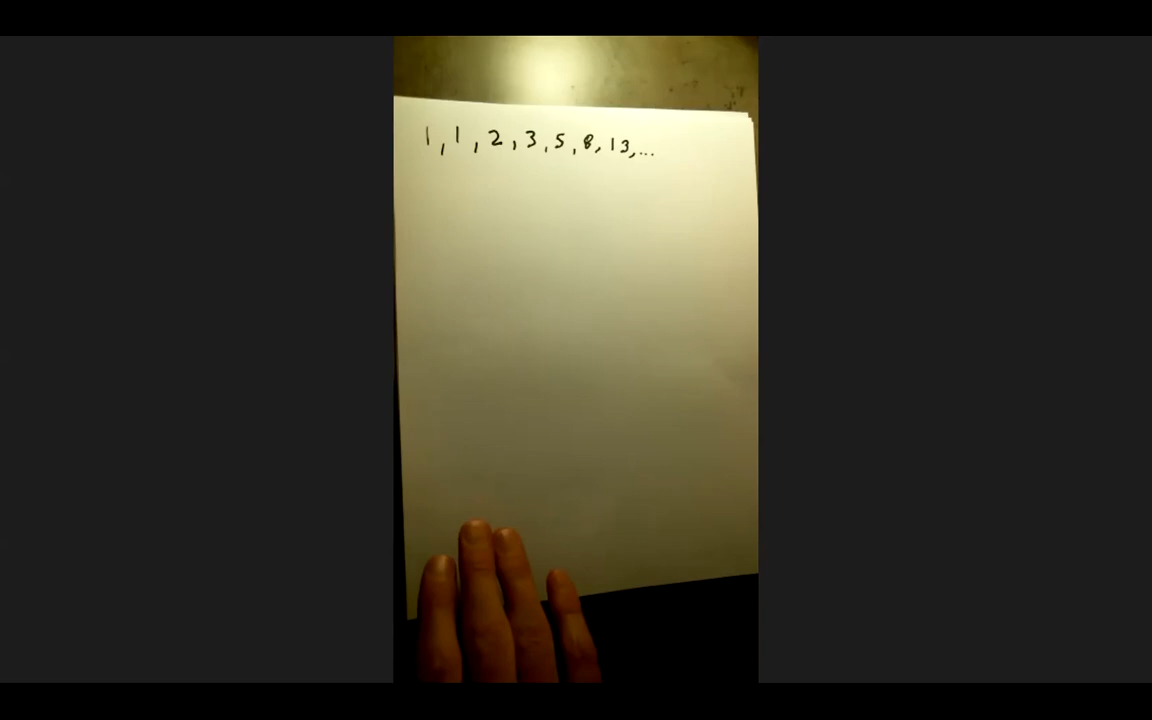 1, 1, 2, 3, 5, 8, 13, ...